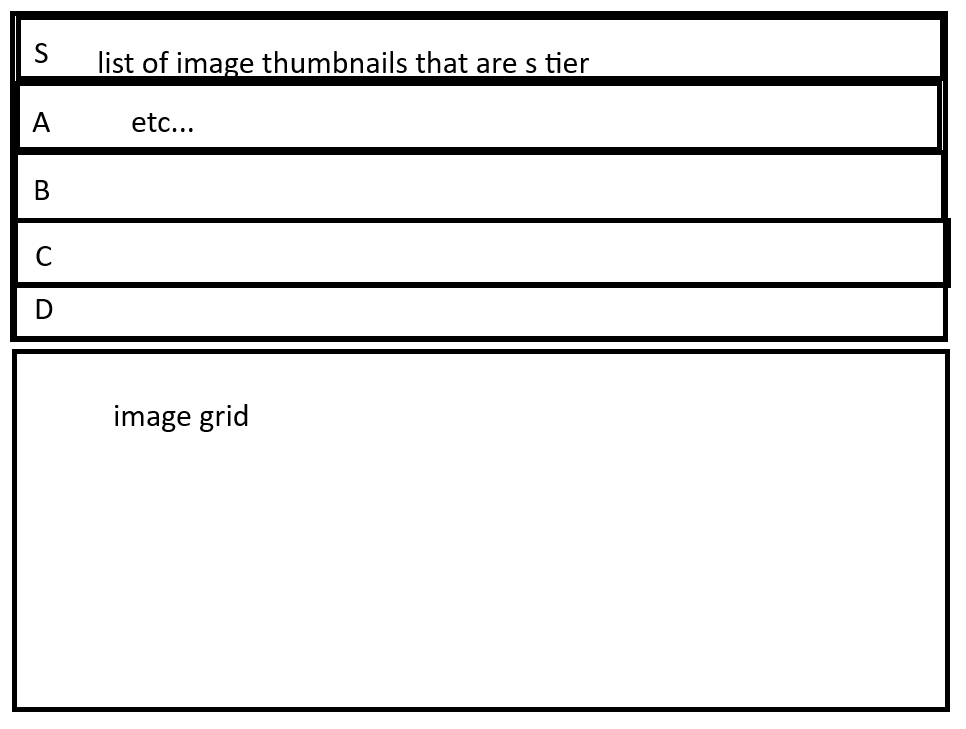 S list of image thumbnails that are s tier
A etc...
B
C
D
image grid